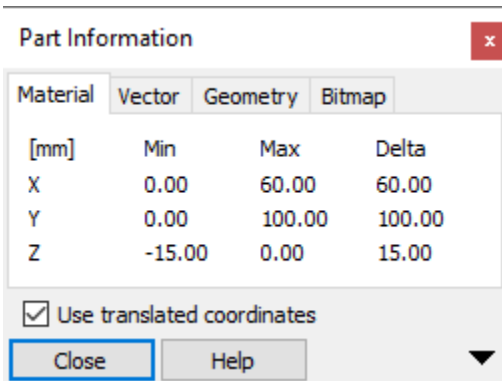 Part Information
x
Material Vector Geometry Bitmap
[mm] Min Max Delta
X 0.00 60.00 60.00
Y 0.00 100.00 100.00
Z -15.00 0.00 15.00
Use translated coordinates
Close Help